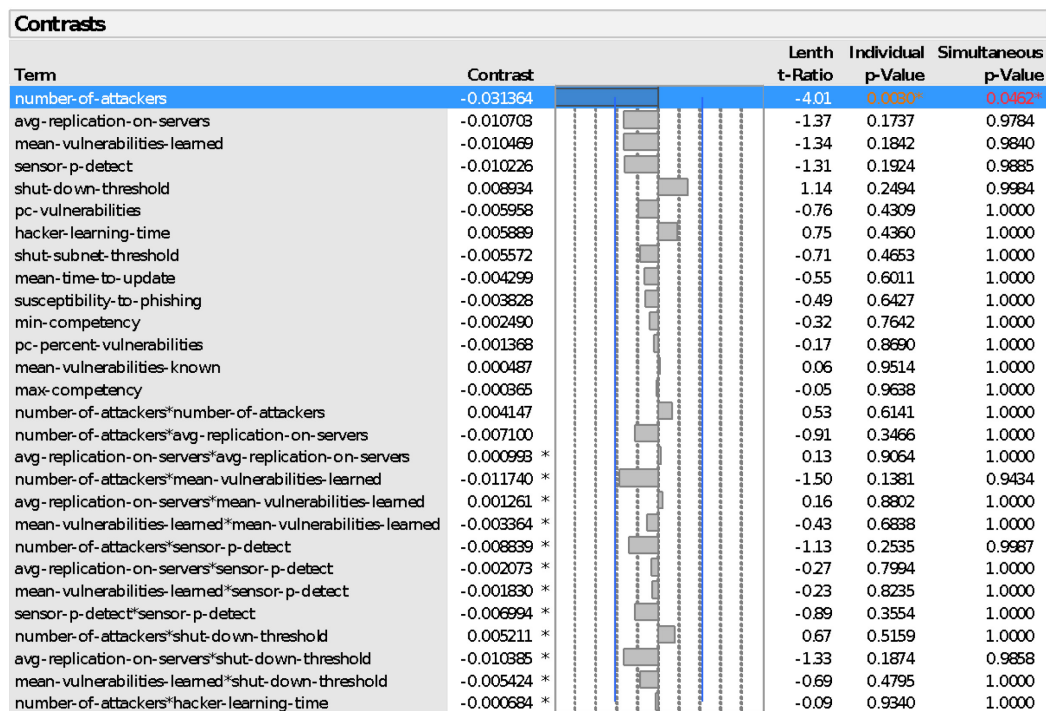 Contrasts
Lenth Individual Simultaneous
Term Contrast t-Ratio p-Value p-Value
number-of-attackers -0.031364 -4.01 0.0462*
avg-replication-on-servers -0.010703 -1.37 0.1737 0.9784
mean-vulnerabilities-learned -0.010469 -1.34 0.1842 0.9840
sensor-p-detect -0.010226 -1.31 0.1924 0.9885
shut-down-threshold 0.008934 1.14 0.2494 0.9984
pc-vulnerabilities -0.005958 -0.76 0.4309 1.0000
hacker-learning-time 0.005889 0.75 0.4360 1.0000
shut-subnet-threshold -0.005572 -0.71 0.4653 1.0000
mean-time-to-update -0.004299 -0.55 0.6011 1.0000
susceptibility-to-phishing -0.003828 -0.49 0.6427 1.0000
min-competency -0.002490 -0.32 0.7642 1.0000
pc-percent-vulnerabilities -0.001368 -0.17 0.8690 1.0000
mean-vulnerabilities-known 0.000487 0.06 0.9514 1.0000
max-competency -0.000365 -0.05 0.9638 1.0000
number-of-attackers*number-of-attackers 0.004147 0.53 0.6141 1.0000
number-of-attackers*avg-replication-on-servers -0.007100 -0.91 0.3466 1.0000
avg-replication-on-servers*avg-replication-on-servers 0.000993 * 0.13 0.9064 1.0000
number-of-attackers*mean-vulnerabilities-learned -0.011740 * -1.50 0.1381 0.9434
avg-replication-on-servers*mean-vulnerabilities-learned 0.001261 * 0.16 0.8802 1.0000
mean-vulnerabilities-learned*mean-vulnerabilities-learned -0.003364 * -0.43 0.6838 1.0000
number-of-attackers*sensor-p-detect -0.008839 * -1.13 0.2535 0.9987
avg-replication-on-servers*sensor-p-detect -0.002073 * -0.27 0.7994 1.0000
mean-vulnerabilities-learned*sensor-p-detect -0.001830 * -0.23 0.8235 1.0000
sensor-p-detect*sensor-p-detect -0.006994 * -0.89 0.3554 1.0000
number-of-attackers*shut-down-threshold 0.005211 * 0.67 0.5159 1.0000
avg-replication-on-servers*shut-down-threshold -0.010385 * -1.33 0.1874 0.9858
mean-vulnerabilities-learned*shut-down-threshold -0.005424 * -0.69 0.4795 1.0000
number-of-attackers*hacker-learning-time -0.000684 * -0.09 0.9340 1.0000